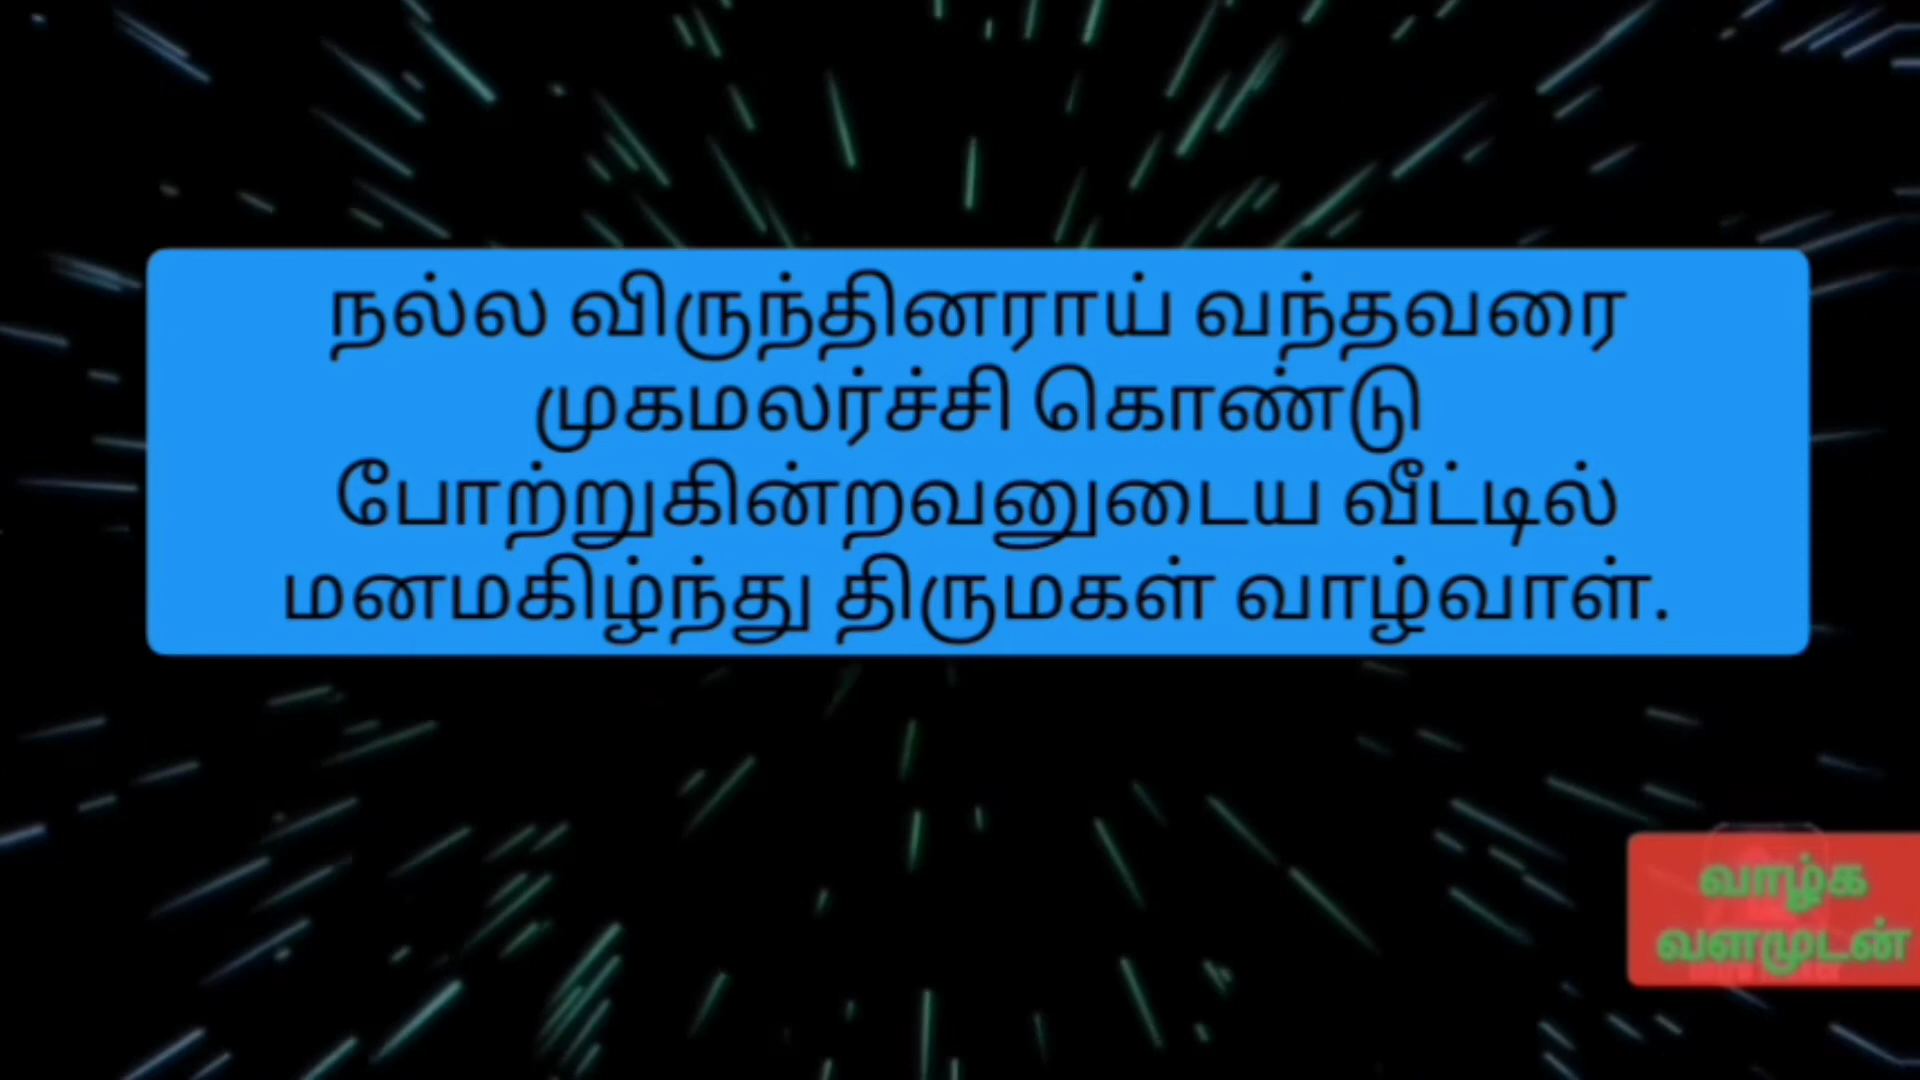 நல்ல விருந்தினராய் வந்தவரை
முகமலர்ச்சி கொண்டு
போற்றுகின்றவனுடைய வீட்டில்
மனமகிழ்ந்து திருமகள் வாழ்வாள்.
வாழ்க
வளமுடன்